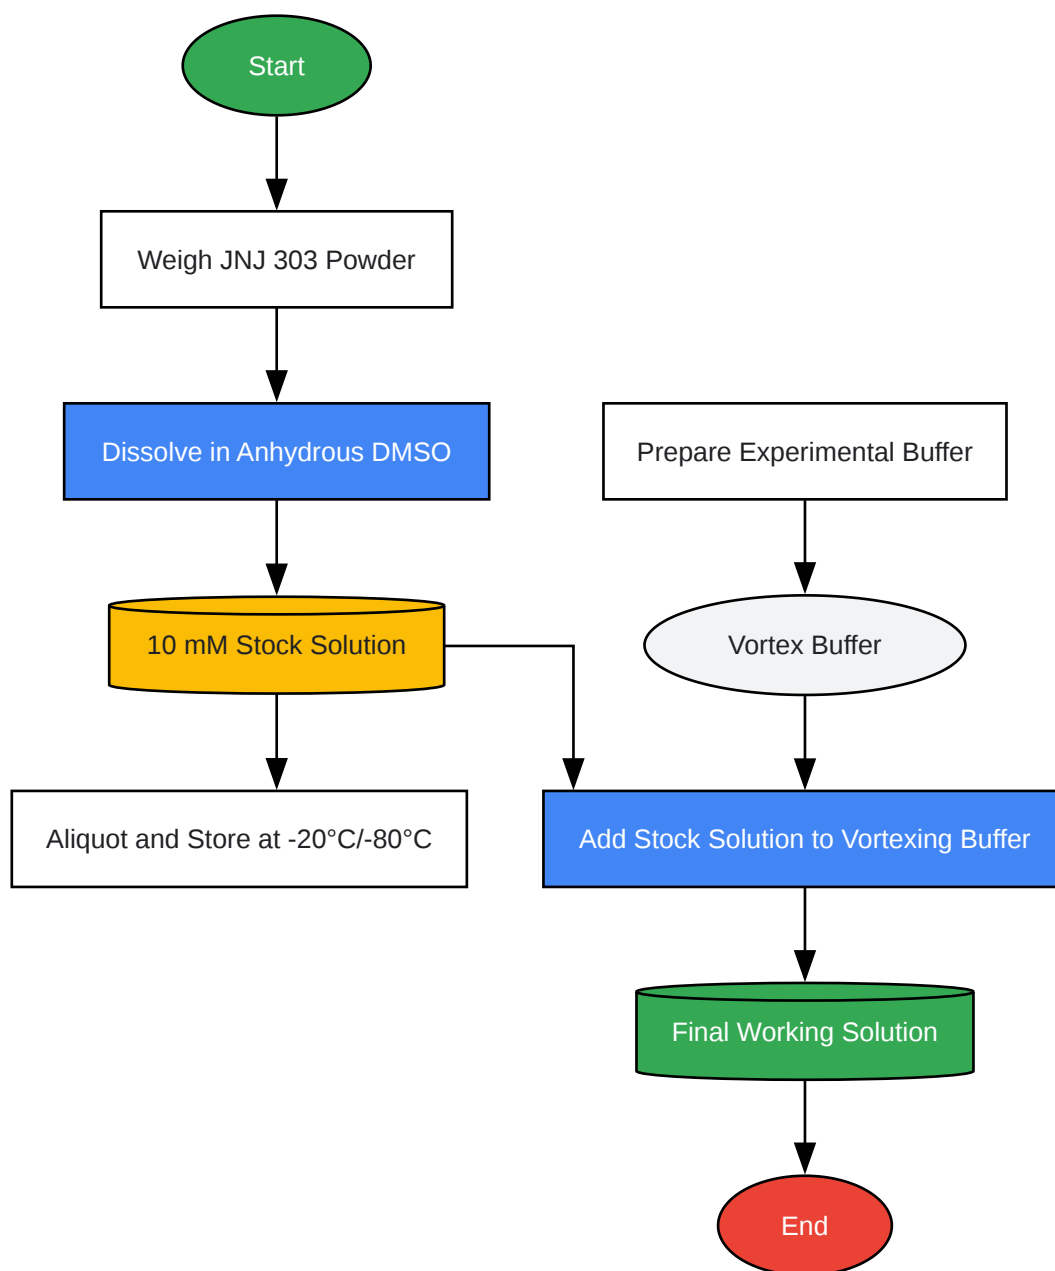 Start
Weigh JNJ 303 Powder
Dissolve in Anhydrous DMSO
Prepare Experimental Buffer
10 mM Stock Solution
Vortex Buffer
Aliquot and Store at -20°C/-80°C
Add Stock Solution to Vortexing Buffer
Final Working Solution
End